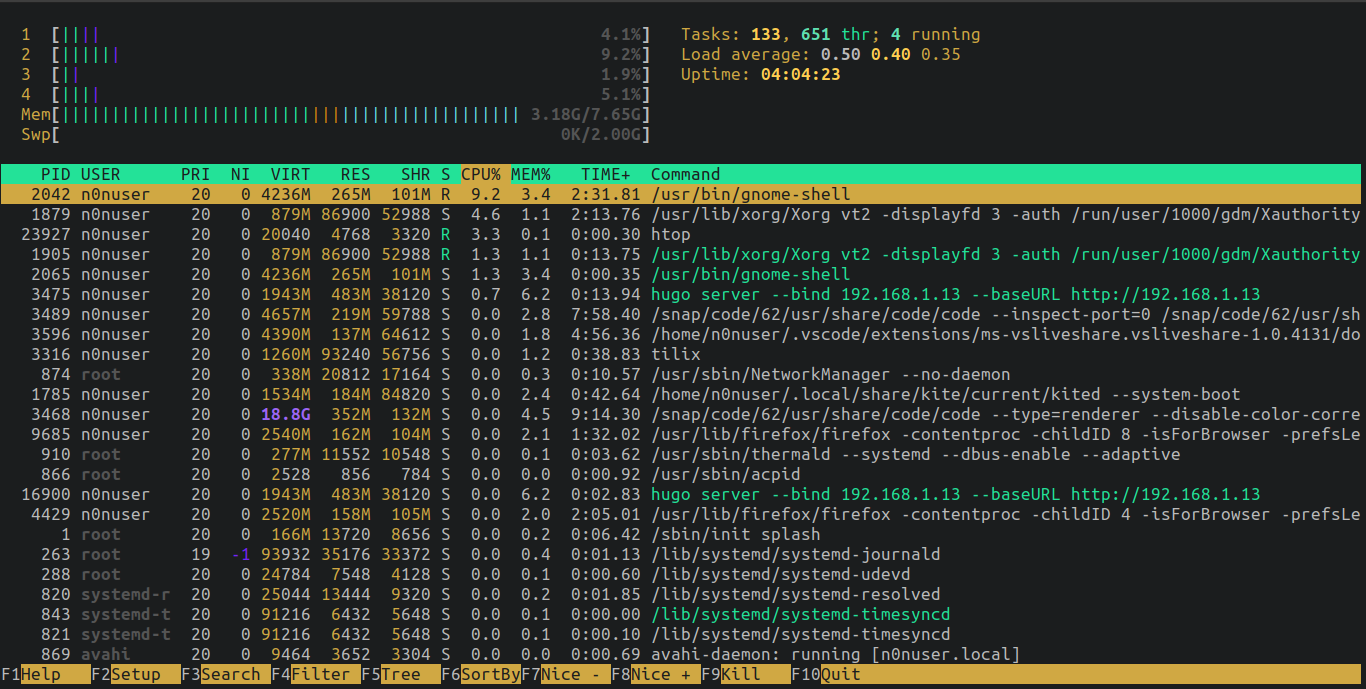 1 [|||| 4.1%] Tasks: 133, 651 thr; 4 running
2 [|||||| 9.2%] Load average: 0.50 0.40 0.35
3 [|| 1.9%] Uptime: 04:04:23
4 [|||| 5.1%]
Mem[|||||||||||||||||||||||||||||||||||||||||||||| 3.18G/7.65G]
Swp[ 0K/2.00G]
PID USER PRI NI VIRT RES SHR S CPU% MEM% TIME+ Command
2042 n0nuser 20 0 4236M 265M 101M R 9.2 3.4 2:31.81 /usr/bin/gnome-shell
1879 n0nuser 20 0 879M 86900 52988 S 4.6 1.1 2:13.76 /usr/lib/xorg/Xorg vt2 -displayfd 3 -auth /run/user/1000/gdm/Xauthority
23927 n0nuser 20 0 20040 4768 3320 R 3.3 0.1 0:00.30 htop
1905 n0nuser 20 0 879M 86900 52988 R 1.3 1.1 0:13.75 /usr/lib/xorg/Xorg vt2 -displayfd 3 -auth /run/user/1000/gdm/Xauthority
2065 n0nuser 20 0 4236M 265M 101M S 1.3 3.4 0:00.35 /usr/bin/gnome-shell
3475 n0nuser 20 0 1943M 483M 38120 S 0.7 6.2 0:13.94 hugo server --bind 192.168.1.13 --baseURL http://192.168.1.13
3489 n0nuser 20 0 4657M 219M 59788 S 0.0 2.8 7:58.40 /snap/code/62/usr/share/code/code --inspect-port=0 /snap/code/62/usr/sh
3596 n0nuser 20 0 4390M 137M 64612 S 0.0 1.8 4:56.36 /home/n0nuser/.vscode/extensions/ms-vsliveshare.vsliveshare-1.0.4131/do
3316 n0nuser 20 0 1260M 93240 56756 S 0.0 1.2 0:38.83 tilix
874 root 20 0 338M 20812 17164 S 0.0 0.3 0:10.57 /usr/sbin/NetworkManager --no-daemon
1785 n0nuser 20 0 1534M 184M 84820 S 0.0 2.4 0:42.64 /home/n0nuser/.local/share/kite/current/kited --system-boot
3468 n0nuser 20 0 18.8G 352M 132M S 0.0 4.5 9:14.30 /snap/code/62/usr/share/code/code --type=renderer --disable-color-corre
9685 n0nuser 20 0 2540M 162M 104M S 0.0 2.1 1:32.02 /usr/lib/firefox/firefox -contentproc -childID 8 -isForBrowser -prefsLe
910 root 20 0 277M 11552 10548 S 0.0 0.1 0:03.62 /usr/sbin/thermald --systemd --dbus-enable --adaptive
866 root 20 0 2528 856 784 S 0.0 0.0 0:00.92 /usr/sbin/acpid
16900 n0nuser 20 0 1943M 483M 38120 S 0.0 6.2 0:02.83 hugo server --bind 192.168.1.13 --baseURL http://192.168.1.13
4429 n0nuser 20 0 2520M 158M 105M S 0.0 2.0 2:05.01 /usr/lib/firefox/firefox -contentproc -childID 4 -isForBrowser -prefsLe
1 root 20 0 166M 13720 8656 S 0.0 0.2 0:06.42 /sbin/init splash
263 root 19 -1 93932 35176 33372 S 0.0 0.4 0:01.13 /lib/systemd/systemd-journald
288 root 20 0 24784 7548 4128 S 0.0 0.1 0:00.60 /lib/systemd/systemd-udevd
820 systemd-r 20 0 25044 13444 9320 S 0.0 0.2 0:01.85 /lib/systemd/systemd-resolved
843 systemd-t 20 0 91216 6432 5648 S 0.0 0.1 0:00.00 /lib/systemd/systemd-timesyncd
821 systemd-t 20 0 91216 6432 5648 S 0.0 0.1 0:00.10 /lib/systemd/systemd-timesyncd
869 avahi 20 0 9464 3652 3304 S 0.0 0.0 0:00.69 avahi-daemon: running [n0nuser.local]
F1Help F2Setup F3Search F4Filter F5Tree F6SortBy F7Nice - F8Nice + F9Kill F10Quit